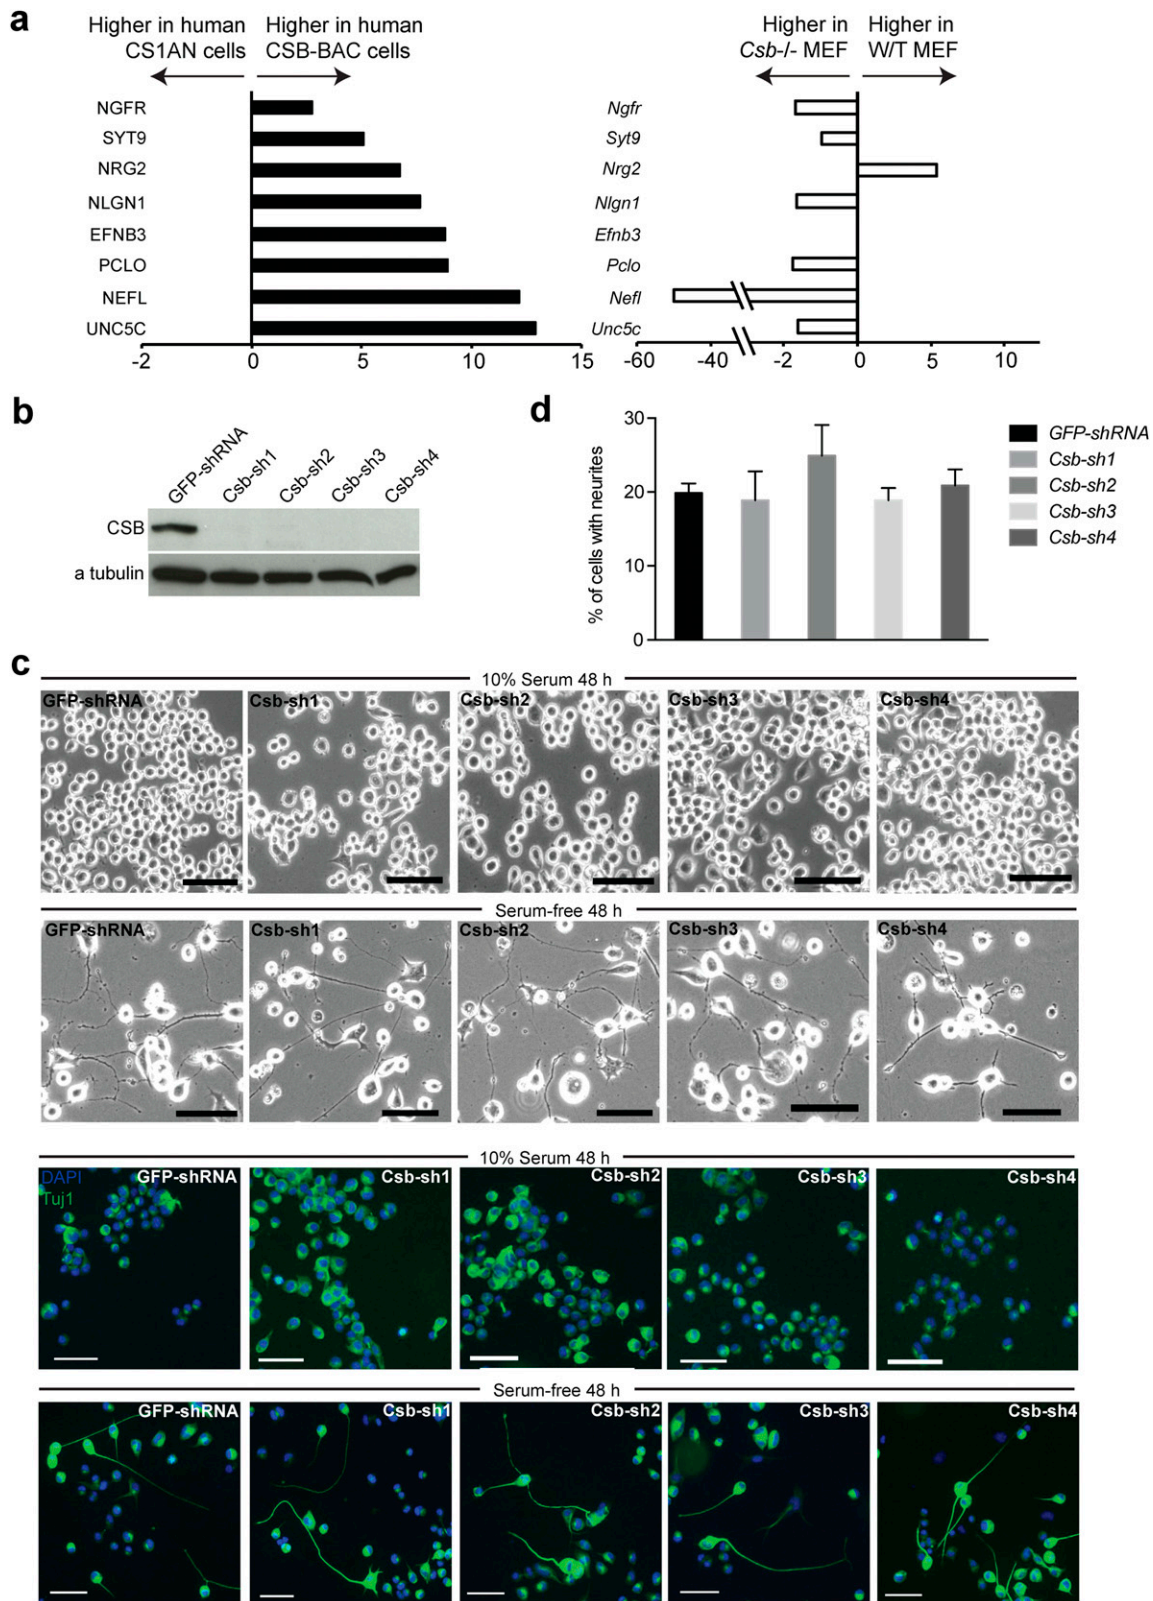 a
Higher in human
CS1AN cells
Higher in human
CSB-BAC cells
NGFR
SYT9
NRG2
NLGN1
EFNB3
PCLO
NEFL
UNC5C
-2
0
5
10
15
Higher in
Csb-/- MEF
Higher in
W/T MEF
Ngfr
Syt9
Nrg2
Nlgn1
Efnb3
Pclo
Nefl
Unc5c
-60
-40
-2
0
5
10
b
GFP-shRNA
Csb-sh1
Csb-sh2
Csb-sh3
Csb-sh4
CSB
a tubulin
d
% of cells with neurites
30
20
10
0
GFP-shRNA
Csb-sh1
Csb-sh2
Csb-sh3
Csb-sh4
c
10% Serum 48 h
GFP-shRNA
Csb-sh1
Csb-sh2
Csb-sh3
Csb-sh4
Serum-free 48 h
GFP-shRNA
Csb-sh1
Csb-sh2
Csb-sh3
Csb-sh4
10% Serum 48 h
DAPI
Tuj1
GFP-shRNA
Csb-sh1
Csb-sh2
Csb-sh3
Csb-sh4
Serum-free 48 h
GFP-shRNA
Csb-sh1
Csb-sh2
Csb-sh3
Csb-sh4